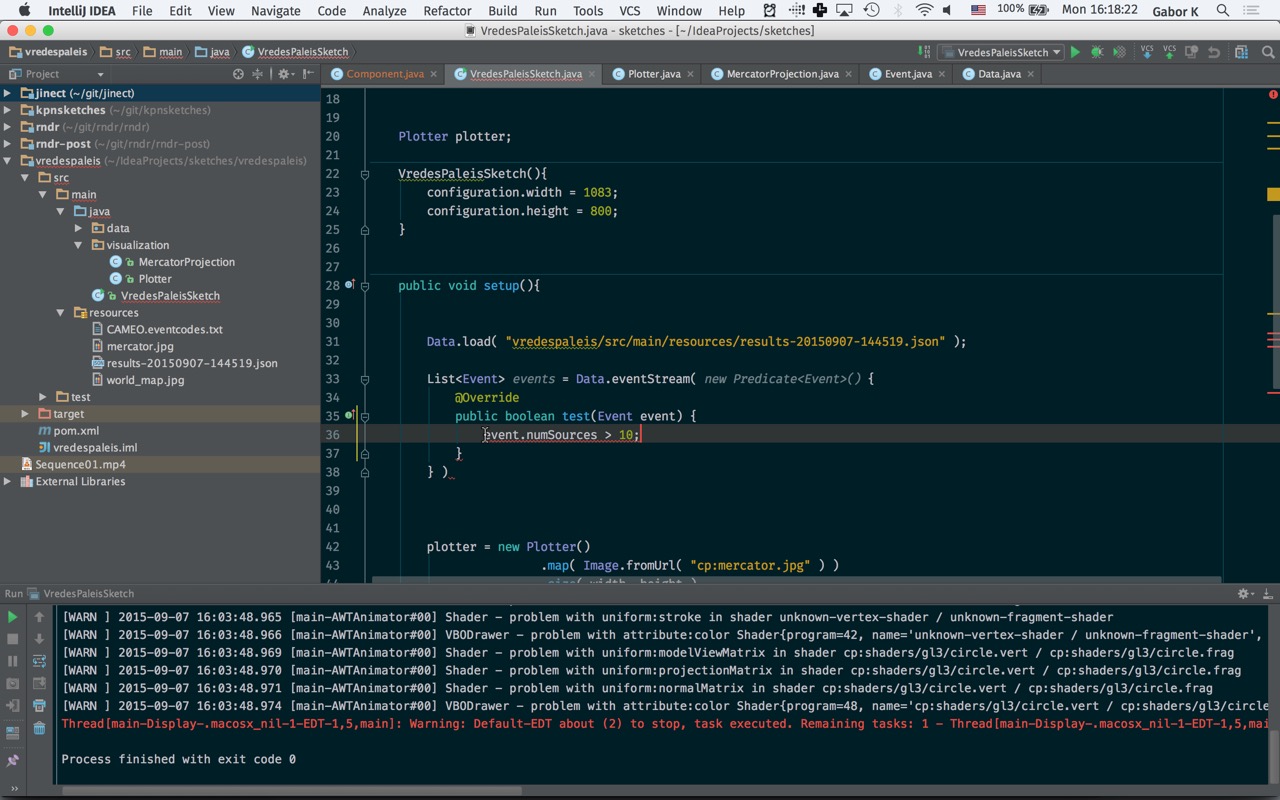 IntelliJ IDEA File Edit View Navigate Code Analyze Refactor Build Run Tools VCS Window Help 100% Mon 16:18:22 Gabor K
VredesPaleisSketch.java - sketches - [~/IdeaProjects/sketches]
vredespaleis src main java VredesPaleisSketch VredesPaleisSketch VCS VCS
Project Component.java VredesPaleisSketch.java Plotter.java MercatorProjection.java Event.java Data.java
jinect (~/git/jinect)
kpnsketches (~/git/kpnsketches)
rndr (~/git/rndr/rndr)
rndr-post (~/git/rndr/rndr-post)
vredespaleis (~/IdeaProjects/sketches/vredespaleis)
src
main
java
data
visualization
MercatorProjection
Plotter
VredesPaleisSketch
resources
CAMEO.eventcodes.txt
mercator.jpg
results-20150907-144519.json
world_map.jpg
test
target
pom.xml
vredespaleis.iml
Sequence01.mp4
External Libraries
18
19
20 Plotter plotter;
21
22 VredesPaleisSketch(){
23 configuration.width = 1083;
24 configuration.height = 800;
25 }
26
27
28 public void setup(){
29
30
31 Data.load( "vredespaleis/src/main/resources/results-20150907-144519.json" );
32
33 List<Event> events = Data.eventStream( new Predicate<Event>() {
34 @Override
35 public boolean test(Event event) {
36 event.numSources > 10;
37 }
38 } )
39
40
41
42 plotter = new Plotter()
43 .map( Image.fromUrl( "cp:mercator.jpg" ) )
Run VredesPaleisSketch
[WARN ] 2015-09-07 16:03:48.965 [main-AWTAnimator#00] Shader - problem with uniform:stroke in shader unknown-vertex-shader / unknown-fragment-shader
[WARN ] 2015-09-07 16:03:48.966 [main-AWTAnimator#00] VBODrawer - problem with attribute:color Shader{program=42, name='unknown-vertex-shader / unknown-fragment-shader',
[WARN ] 2015-09-07 16:03:48.969 [main-AWTAnimator#00] Shader - problem with uniform:modelViewMatrix in shader cp:shaders/gl3/circle.vert / cp:shaders/gl3/circle.frag
[WARN ] 2015-09-07 16:03:48.970 [main-AWTAnimator#00] Shader - problem with uniform:projectionMatrix in shader cp:shaders/gl3/circle.vert / cp:shaders/gl3/circle.frag
[WARN ] 2015-09-07 16:03:48.971 [main-AWTAnimator#00] Shader - problem with uniform:normalMatrix in shader cp:shaders/gl3/circle.vert / cp:shaders/gl3/circle.frag
[WARN ] 2015-09-07 16:03:48.974 [main-AWTAnimator#00] VBODrawer - problem with attribute:color Shader{program=48, name='cp:shaders/gl3/circle.vert / cp:shaders/gl3/circle
Thread[main-Display-.macosx_nil-1-EDT-1,5,main]: Warning: Default-EDT about (2) to stop, task executed. Remaining tasks: 1 - Thread[main-Display-.macosx_nil-1-EDT-1,5,mai
Process finished with exit code 0